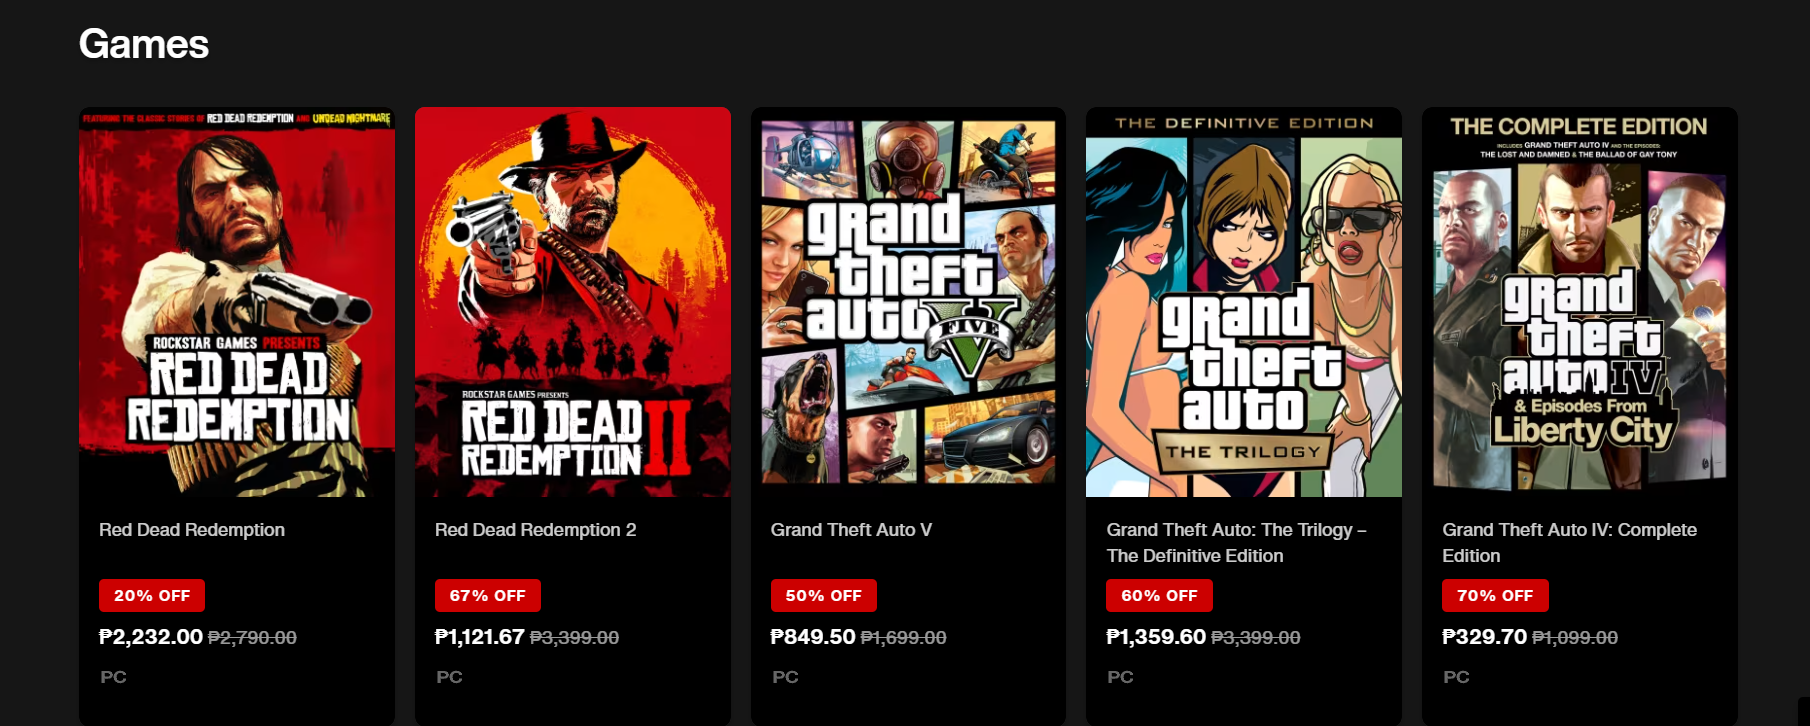 Games
FEATURING THE CLASSIC STORIES OF RED DEAD REDEMPTION AND UNDEAD NIGHTMARE
ROCKSTAR GAMES PRESENTS
RED DEAD
REDEMPTION
Red Dead Redemption
20% OFF
₱2,232.00 ₱2,790.00
PC
ROCKSTAR GAMES PRESENTS
RED DEAD
REDEMPTION II
Red Dead Redemption 2
67% OFF
₱1,121.67 ₱3,399.00
PC
grand
theft
auto V
FIVE
Grand Theft Auto V
50% OFF
₱849.50 ₱1,699.00
PC
THE DEFINITIVE EDITION
grand
theft
auto
THE TRILOGY
Grand Theft Auto: The Trilogy –
The Definitive Edition
60% OFF
₱1,359.60 ₱3,399.00
PC
THE COMPLETE EDITION
INCLUDES GRAND THEFT AUTO IV AND THE EPISODES:
THE LOST AND DAMNED & THE BALLAD OF GAY TONY
grand
theft
auto IV
& Episodes From
Liberty City
Grand Theft Auto IV: Complete
Edition
70% OFF
₱329.70 ₱1,099.00
PC